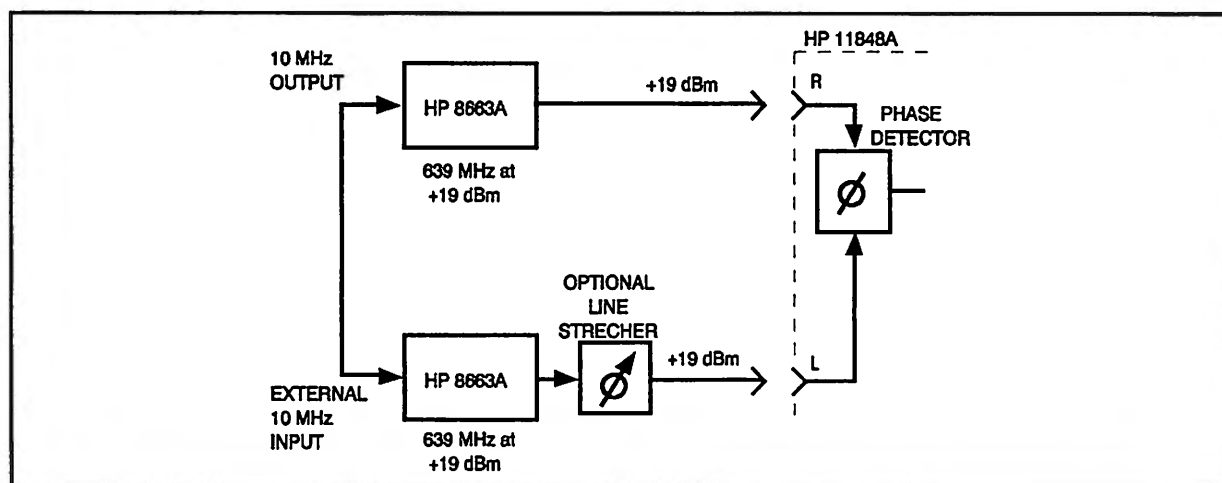 HP 11848A
10 MHz
OUTPUT
HP 8663A
+19 dBm
R
PHASE
DETECTOR
639 MHz at
+19 dBm
Ø
OPTIONAL
LINE
STRECHER
EXTERNAL
10 MHz
INPUT
HP 8663A
Ø
+19 dBm
L
639 MHz at
+19 dBm